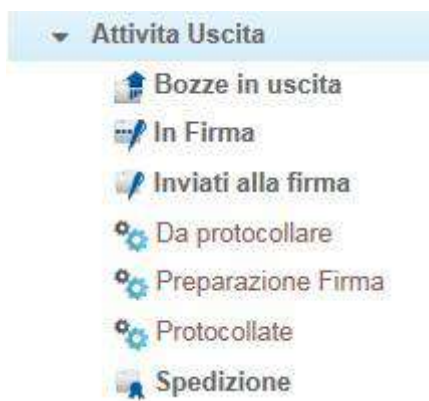 Attivita Uscita
Bozze in uscita
In Firma
Inviati alla firma
Da protocollare
Preparazione Firma
Protocollate
Spedizione